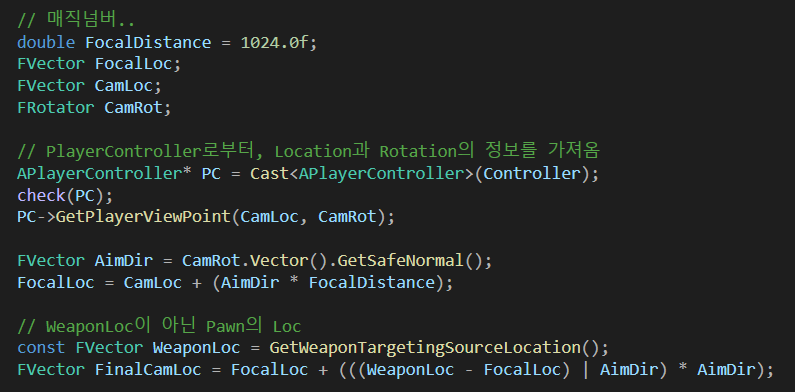 // 매직넘버..
double FocalDistance = 1024.0f;
FVector FocalLoc;
FVector CamLoc;
FRotator CamRot;
// PlayerController로부터, Location과 Rotation의 정보를 가져옴
APlayerController* PC = Cast<APlayerController>(Controller);
check(PC);
PC->GetPlayerViewPoint(CamLoc, CamRot);
FVector AimDir = CamRot.Vector().GetSafeNormal();
FocalLoc = CamLoc + (AimDir * FocalDistance);
// WeaponLoc이 아닌 Pawn의 Loc
const FVector WeaponLoc = GetWeaponTargetingSourceLocation();
FVector FinalCamLoc = FocalLoc + (((WeaponLoc - FocalLoc) | AimDir) * AimDir);